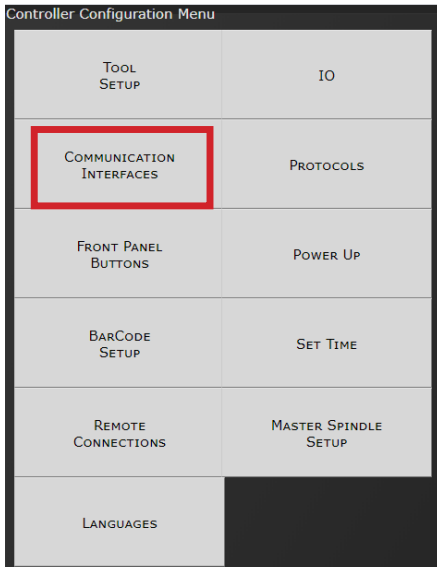 Controller Configuration Menu
Tool
Setup
IO
Communication
Interfaces
Protocols
Front Panel
Buttons
Power Up
BarCode
Setup
Set Time
Remote
Connections
Master Spindle
Setup
Languages